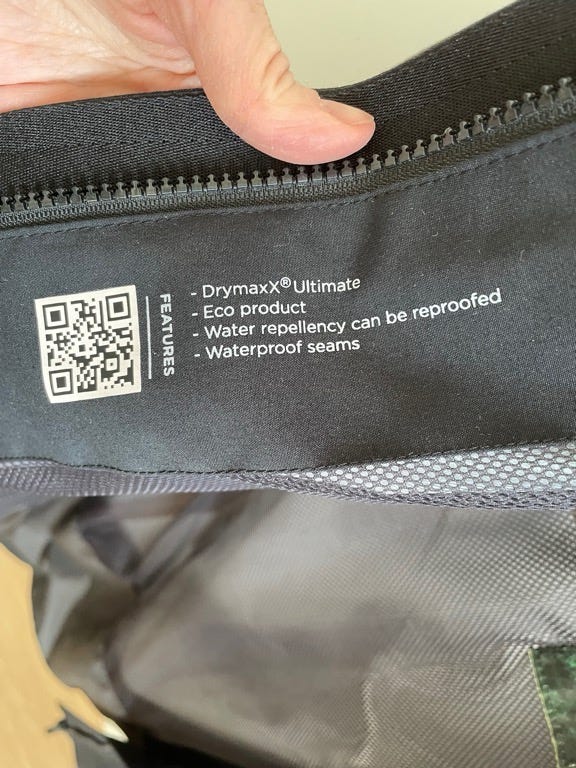 FEATURES
- DrymaxX® Ultimate
- Eco product
- Water repellency can be reproofed
- Waterproof seams